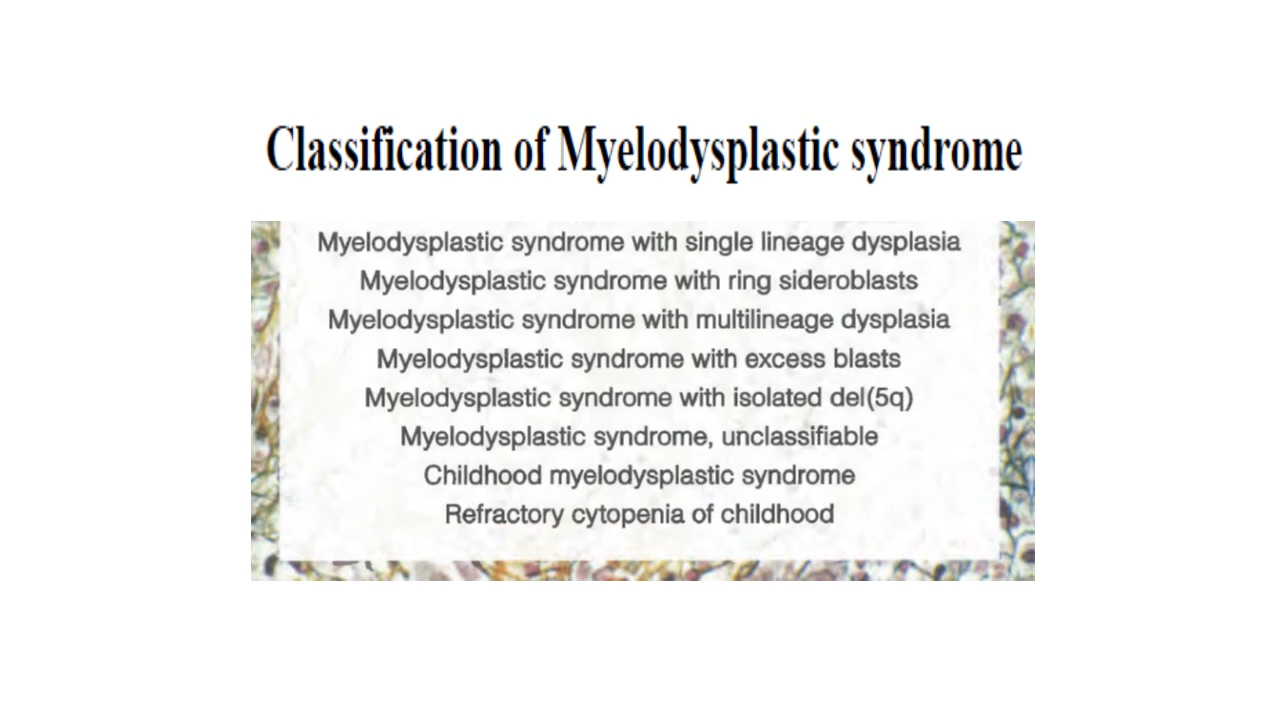 Classification of Myelodysplastic syndrome
Myelodysplastic syndrome with single lineage dysplasia
Myelodysplastic syndrome with ring sideroblasts
Myelodysplastic syndrome with multilineage dysplasia
Myelodysplastic syndrome with excess blasts
Myelodysplastic syndrome with isolated del(5q)
Myelodysplastic syndrome, unclassifiable
Childhood myelodysplastic syndrome
Refractory cytopenia of childhood